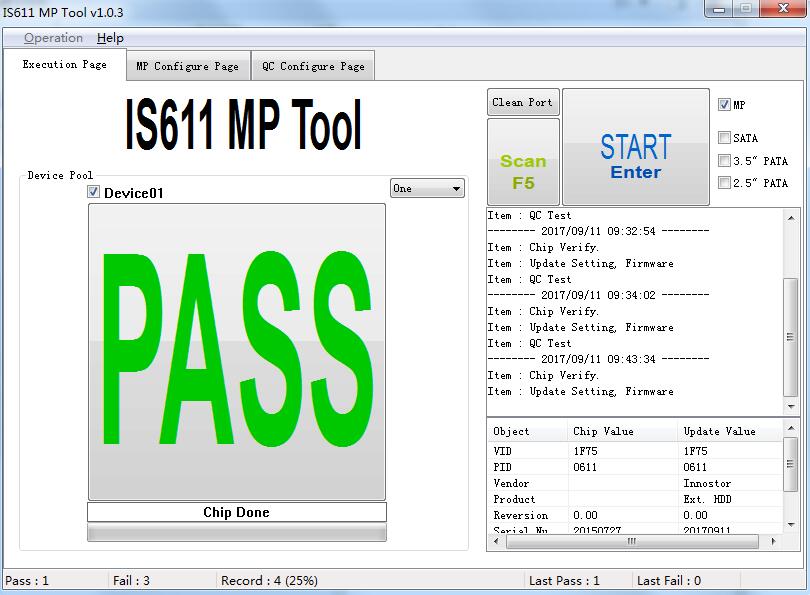 IS611 MP Tool v1.0.3
Operation Help
Execution Page MP Configure Page QC Configure Page
IS611 MP Tool
Device Pool
Device01
One
PASS
Chip Done
Clean Port
Scan
F5
START
Enter
MP
SATA
3.5" PATA
2.5" PATA
Item : QC Test
-------- 2017/09/11 09:32:54 --------
Item : Chip Verify.
Item : Update Setting, Firmware
Item : QC Test
-------- 2017/09/11 09:34:02 --------
Item : Chip Verify.
Item : Update Setting, Firmware
Item : QC Test
-------- 2017/09/11 09:43:34 --------
Item : Chip Verify.
Item : Update Setting, Firmware
Object Chip Value Update Value
VID 1F75 1F75
PID 0611 0611
Vendor Innostor
Product Ext. HDD
Reversion 0.00 0.00
Serial Nu 20150727 20170911
Pass : 1 Fail : 3 Record : 4 (25%) Last Pass : 1 Last Fail : 0